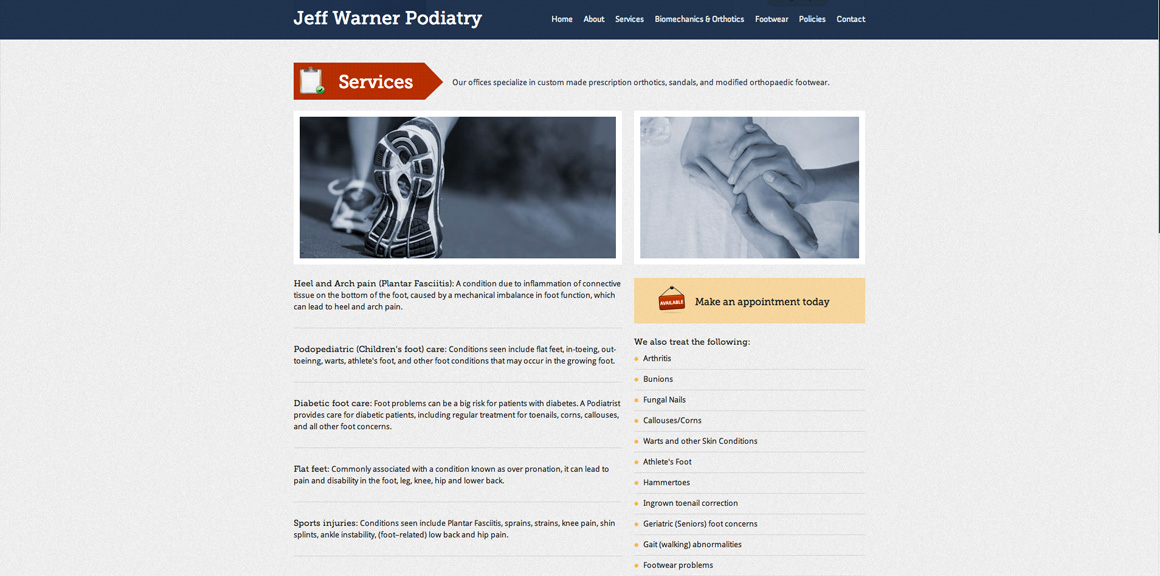 Jeff Warner Podiatry
Home About Services Biomechanics & Orthotics Footwear Policies Contact
Services
Our offices specialize in custom made prescription orthotics, sandals, and modified orthopaedic footwear.
Heel and Arch pain (Plantar Fasciitis): A condition due to inflammation of connective
tissue on the bottom of the foot, caused by a mechanical imbalance in foot function, which
can lead to heel and arch pain.
Podopediatric (Children's foot) care: Conditions seen include flat feet, in-toeing, out-
toeinng, warts, athlete's foot, and other foot conditions that may occur in the growing foot.
Diabetic foot care: Foot problems can be a big risk for patients with diabetes. A Podiatrist
provides care for diabetic patients, including regular treatment for toenails, corns, callouses,
and all other foot concerns.
Flat feet: Commonly associated with a condition known as over pronation, it can lead to
pain and disability in the foot, leg, knee, hip and lower back.
Sports injuries: Conditions seen include Plantar Fasciitis, sprains, strains, knee pain, shin
splints, ankle instability, (foot-related) low back and hip pain.
AVAILABLE
Make an appointment today
We also treat the following:
Arthritis
Bunions
Fungal Nails
Callouses/Corns
Warts and other Skin Conditions
Athlete's Foot
Hammertoes
Ingrown toenail correction
Geriatric (Seniors) foot concerns
Gait (walking) abnormalities
Footwear problems